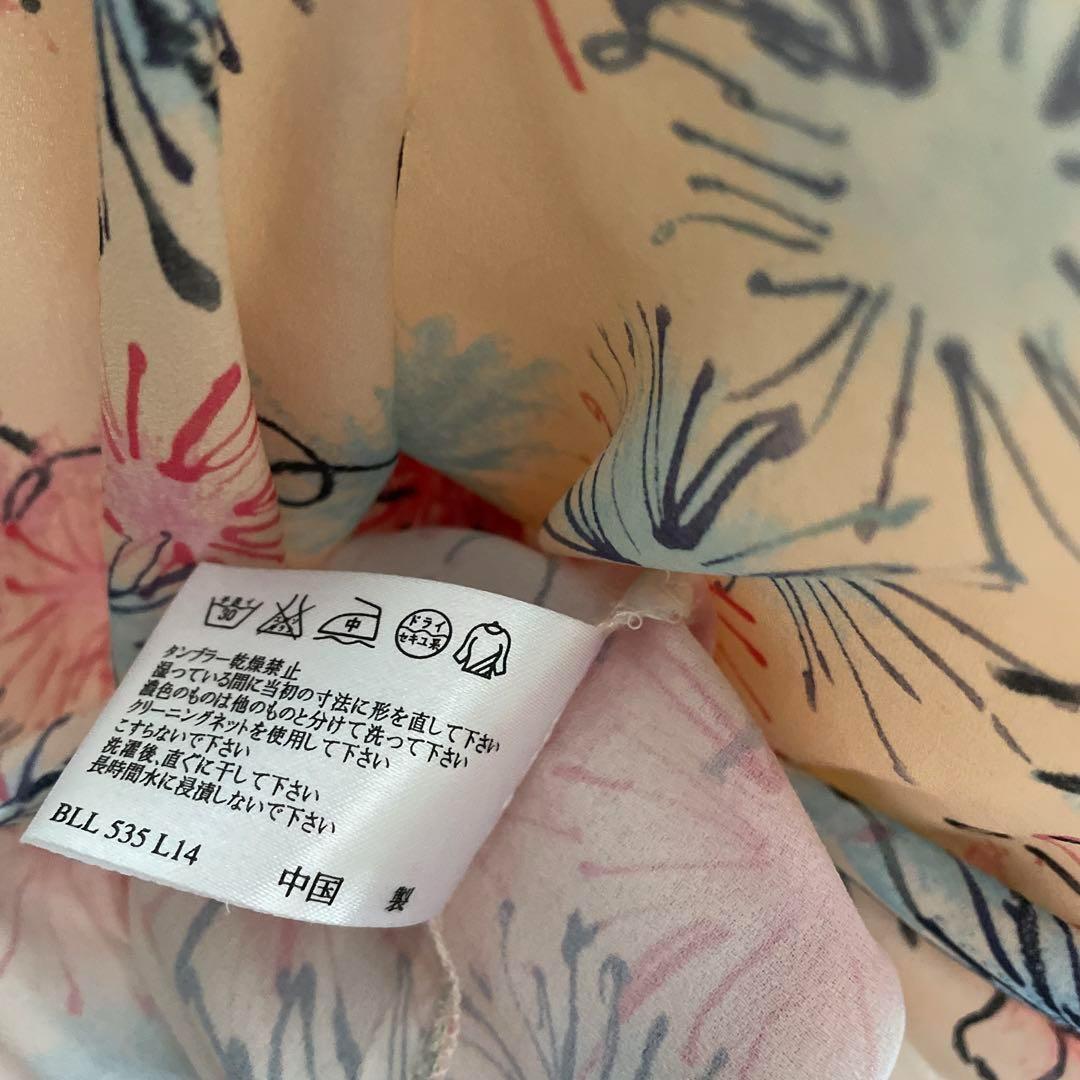 手洗イ 30 中 ドライ セキユ系
タンブラー乾燥禁止
湿っている間に当初の寸法に形を直して下さい
濃色のものは他のものと分けて洗って下さい
クリーニングネットを使用して下さい
こすらないで下さい
洗濯後、直ぐに干して下さい
長時間水に浸漬しないで下さい
BLL 535 L14
中国 製